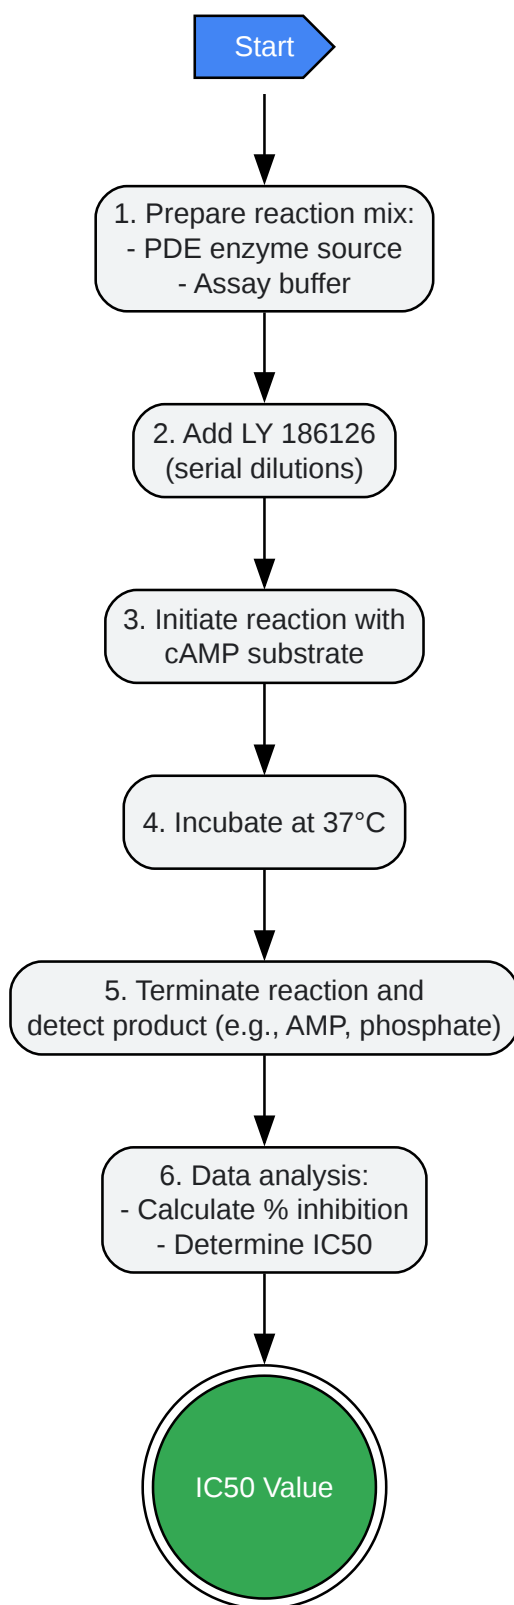 Start
1. Prepare reaction mix:
- PDE enzyme source
- Assay buffer
2. Add LY 186126
(serial dilutions)
3. Initiate reaction with
cAMP substrate
4. Incubate at 37°C
5. Terminate reaction and
detect product (e.g., AMP, phosphate)
6. Data analysis:
- Calculate % inhibition
- Determine IC50
IC50 Value